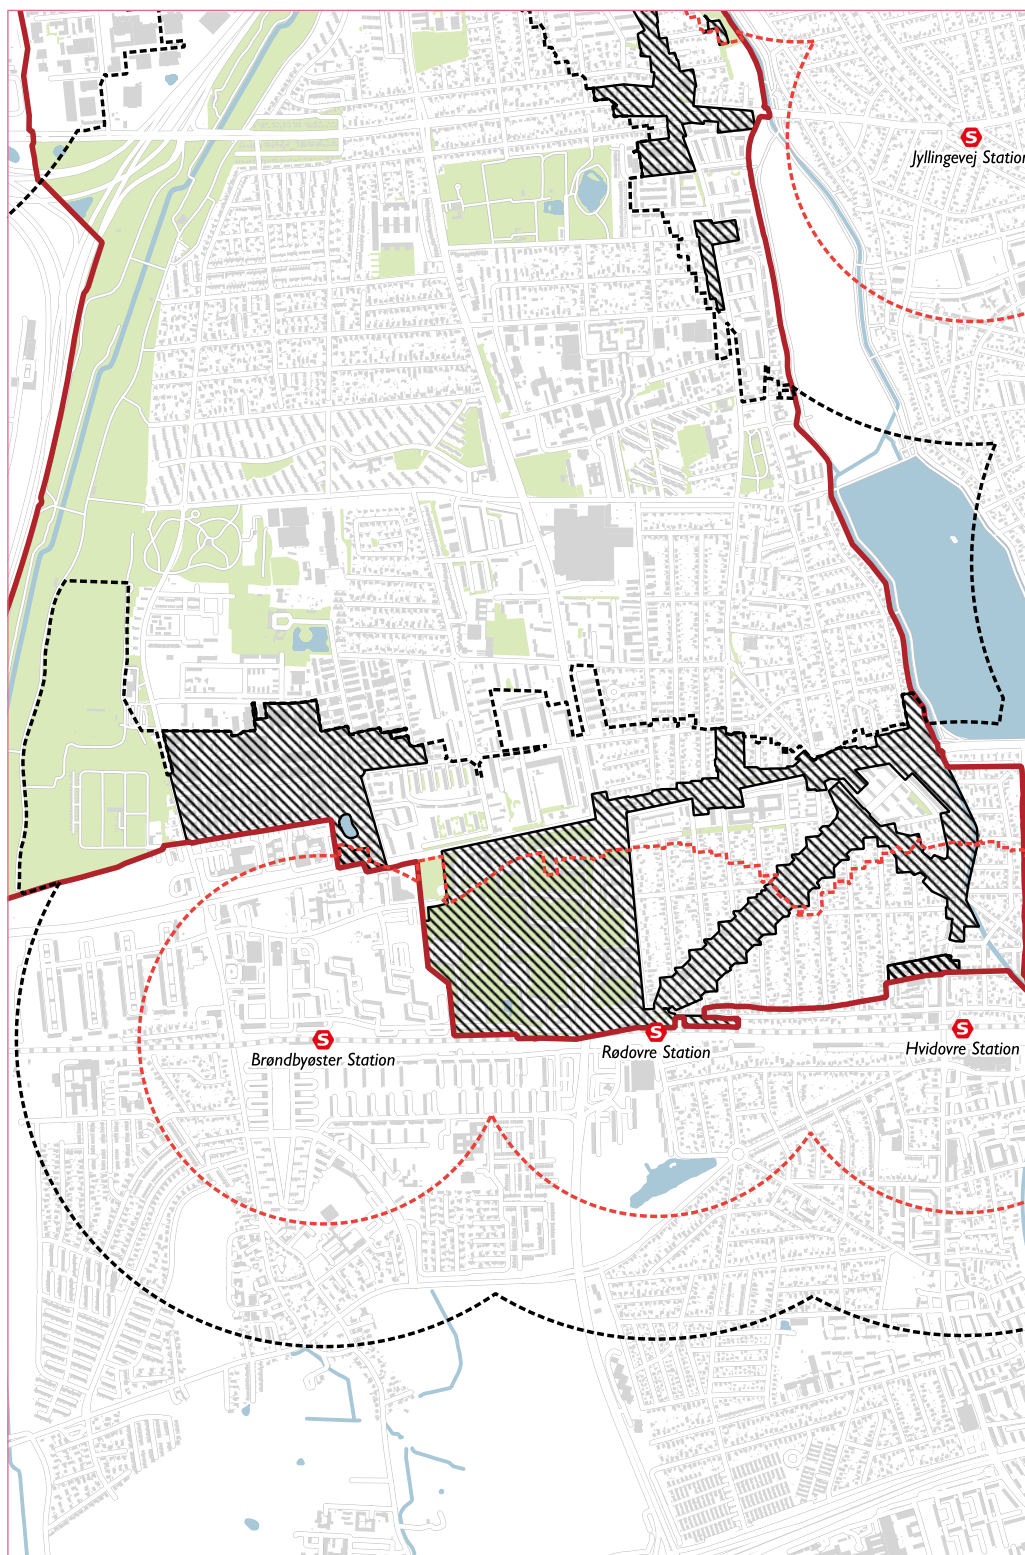 S
Jyllingevej Station
S
Brøndbyøster Station
S
Rødovre Station
S
Hvidovre Station